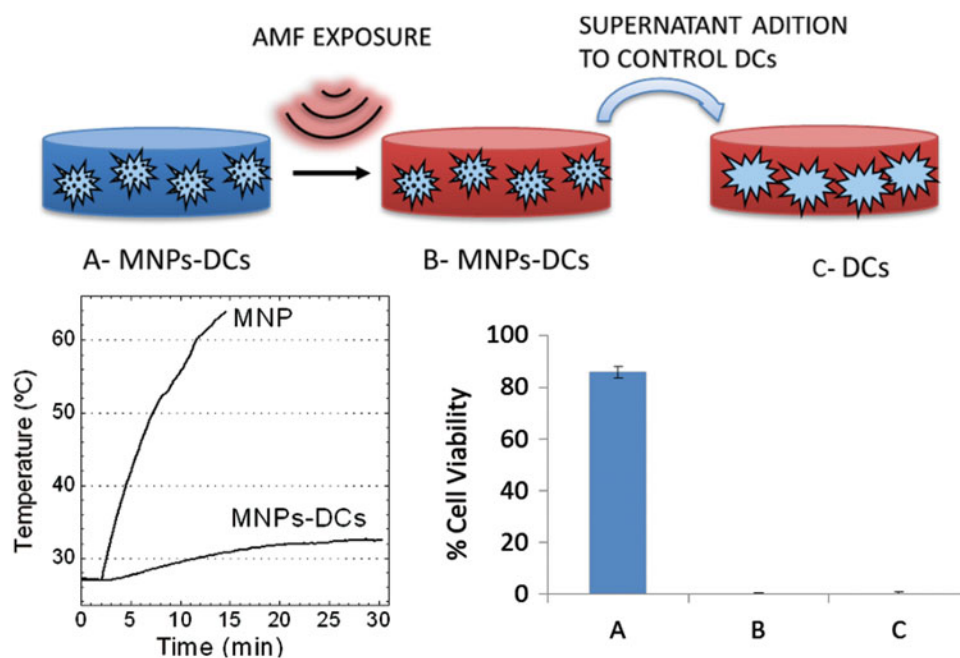 AMF EXPOSURE
SUPERNATANT ADITION
TO CONTROL DCs
A- MNPs-DCs
B- MNPs-DCs
C- DCs
MNP
MNPs-DCs
Temperature (ºC)
60
50
40
30
0 5 10 15 20 25 30
Time (min)
% Cell Viability
100
80
60
40
20
0
A B C